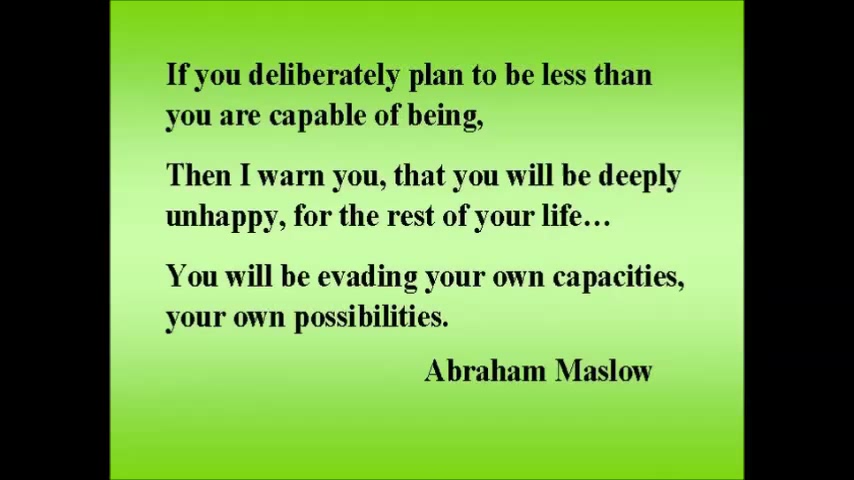 If you deliberately plan to be less than
you are capable of being,
Then I warn you, that you will be deeply
unhappy, for the rest of your life…
You will be evading your own capacities,
your own possibilities.
Abraham Maslow